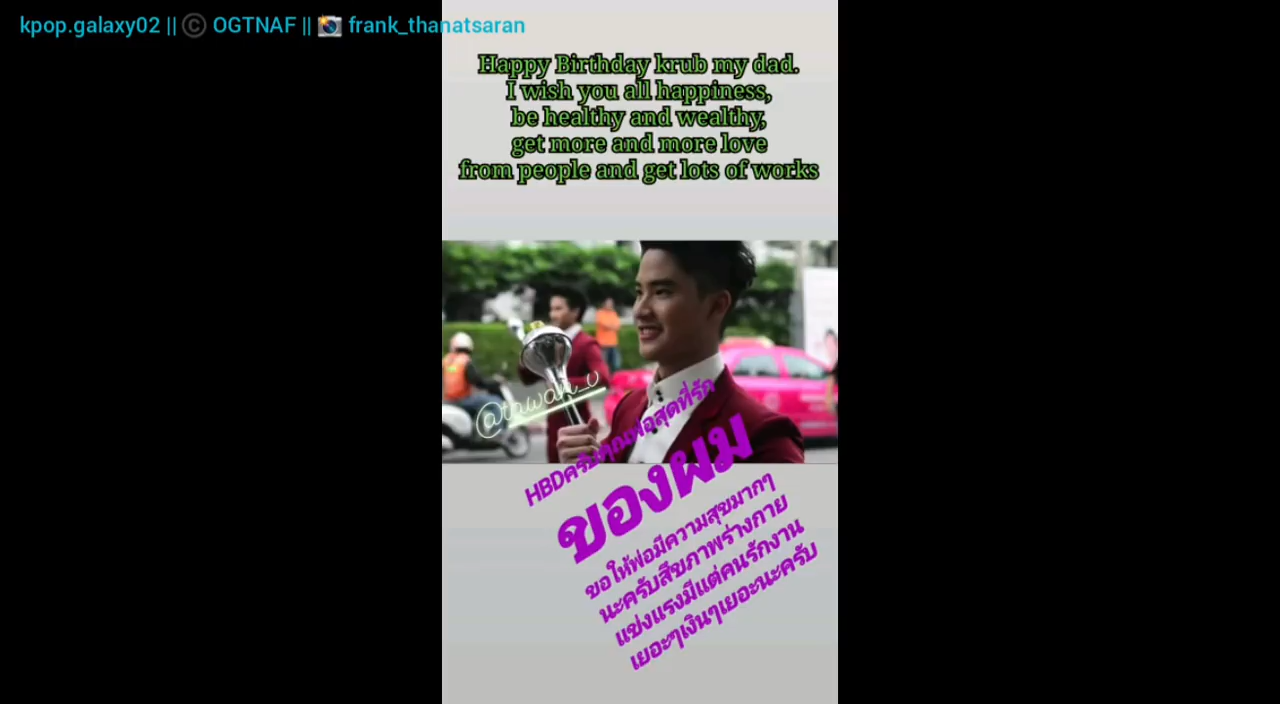 kpop.galaxy02 || © OGTNAF || 📸 frank_thanatsaran
Happy Birthday krub my dad.
I wish you all happiness,
be healthy and wealthy,
get more and more love
from people and get lots of works
@tawan_v
HBDครับคุณพ่อสุดที่รัก
ของผม
ขอให้พ่อมีความสุขมากๆ
นะครับสุขภาพร่างกาย
แข่งแรงมีแต่คนรักงาน
เยอะๆเงินๆเยอะนะครับ